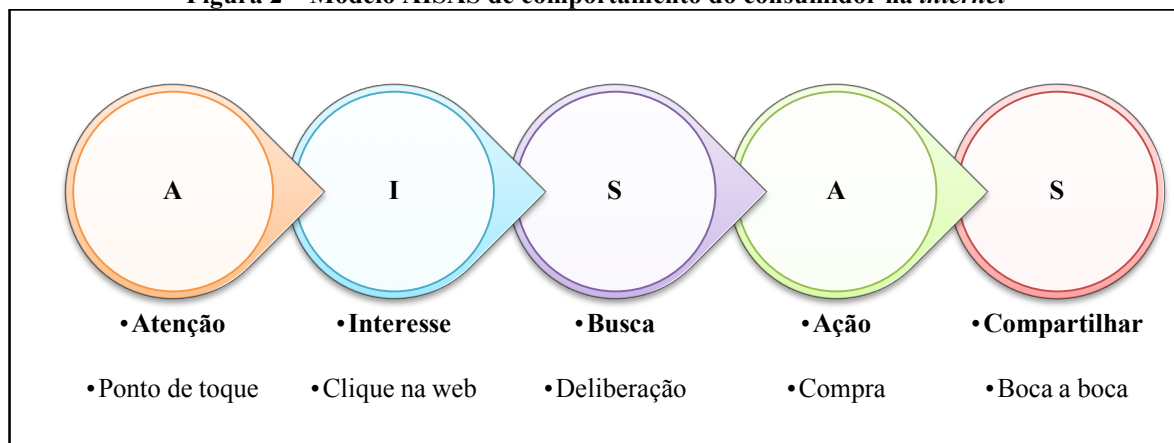 Figura 2 – Modelo AISAS de comportamento do consumidor na internet
A I S A S
•Atenção •Interesse •Busca •Ação •Compartilhar
•Ponto de toque •Clique na web •Deliberação •Compra •Boca a boca